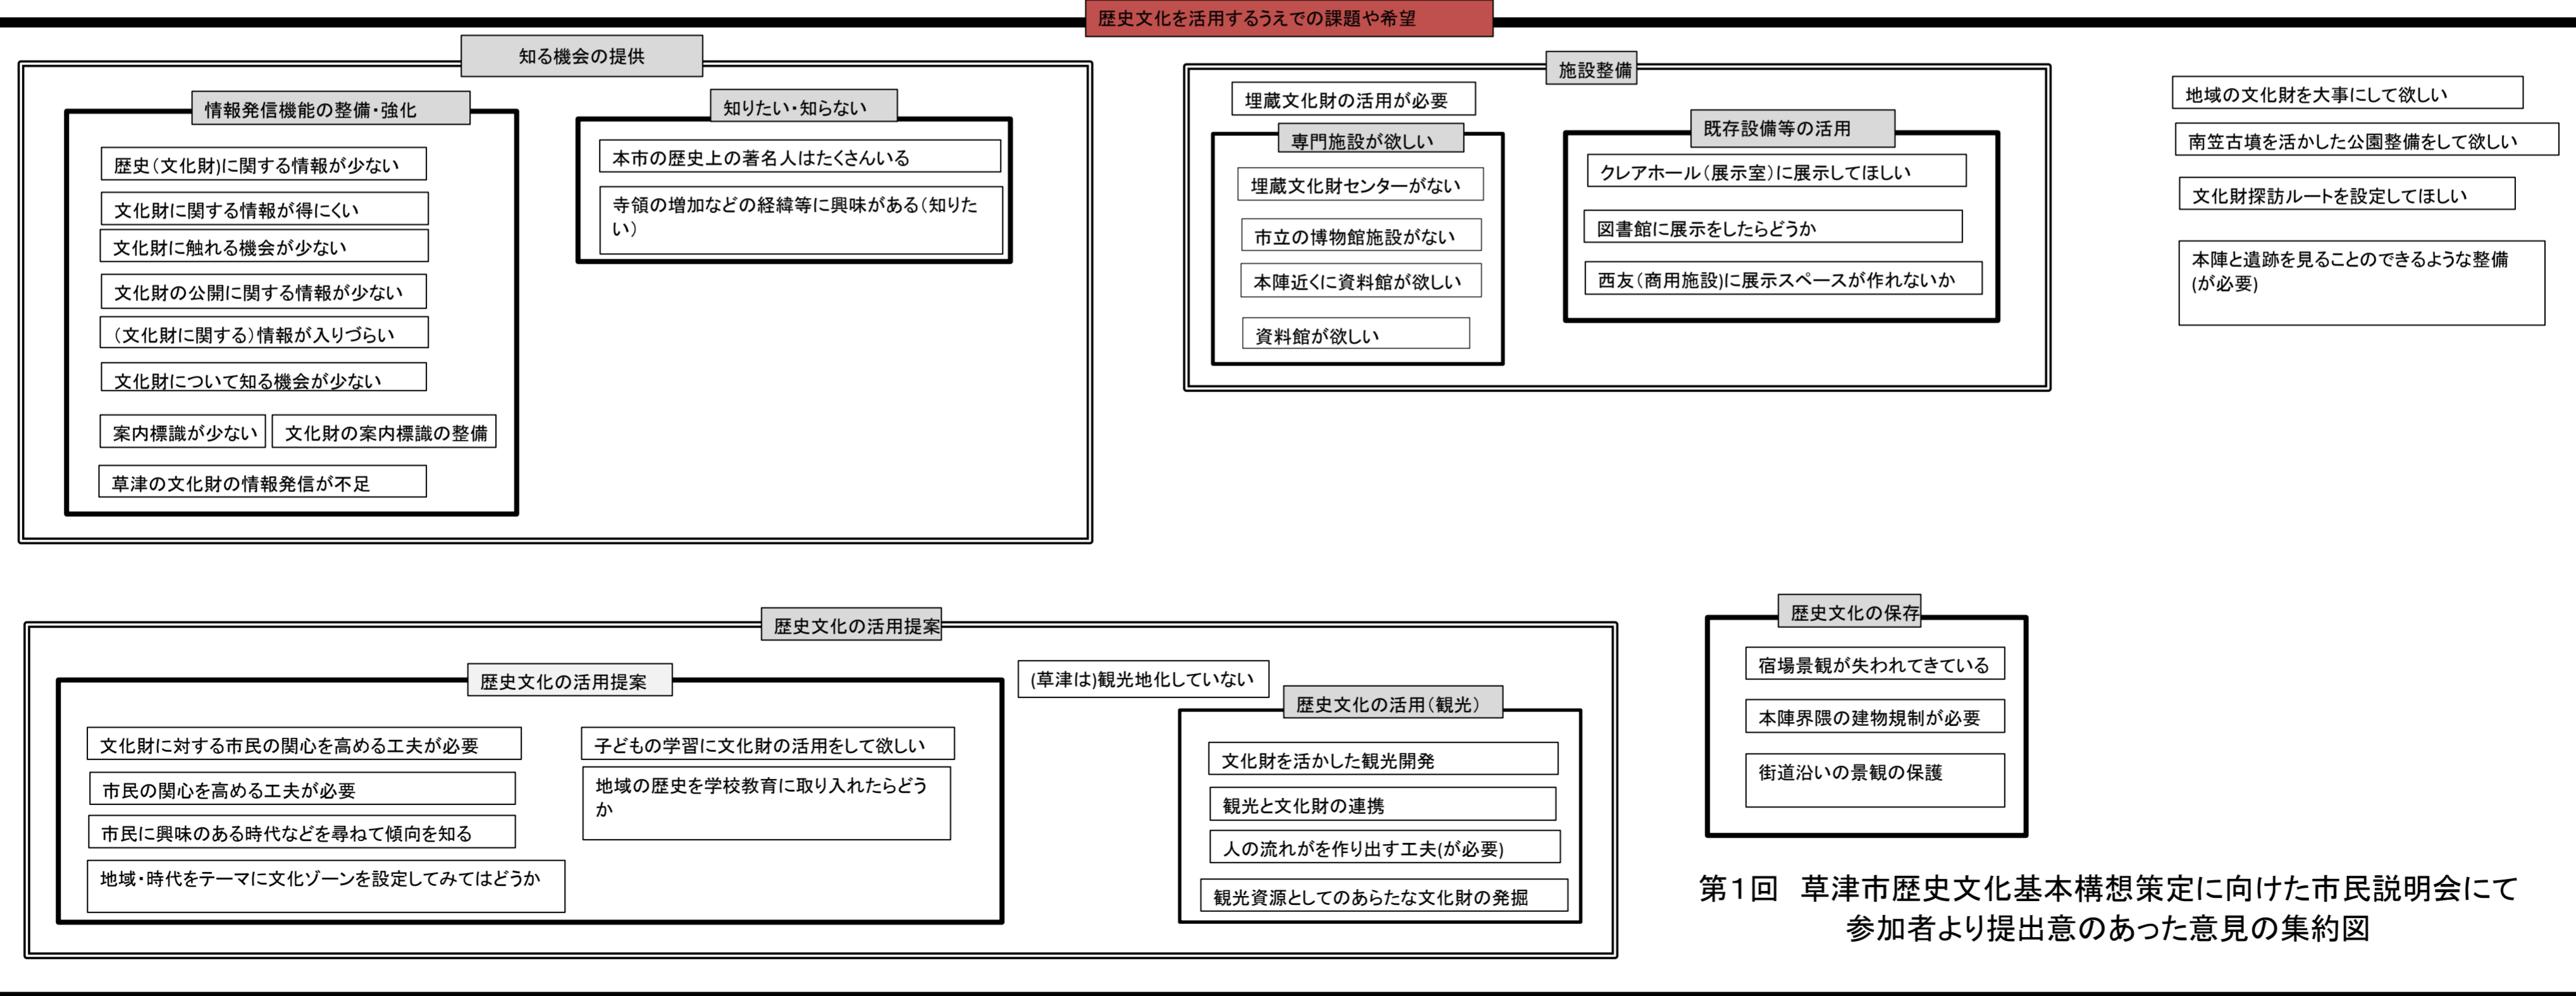 歴史文化を活用するうえでの課題や希望
知る機会の提供
情報発信機能の整備・強化
歴史（文化財)に関する情報が少ない
文化財に関する情報が得にくい
文化財に触れる機会が少ない
文化財の公開に関する情報が少ない
（文化財に関する）情報が入りづらい
文化財について知る機会が少ない
案内標識が少ない
文化財の案内標識の整備
草津の文化財の情報発信が不足
知りたい・知らない
本市の歴史上の著名人はたくさんいる
寺領の増加などの経緯等に興味がある（知りた
い）
施設整備
埋蔵文化財の活用が必要
専門施設が欲しい
埋蔵文化財センターがない
市立の博物館施設がない
本陣近くに資料館が欲しい
資料館が欲しい
既存設備等の活用
クレアホール（展示室）に展示してほしい
図書館に展示をしたらどうか
西友（商用施設)に展示スペースが作れないか
地域の文化財を大事にして欲しい
南笠古墳を活かした公園整備をして欲しい
文化財探訪ルートを設定してほしい
本陣と遺跡を見ることのできるような整備
(が必要)
歴史文化の活用提案
歴史文化の活用提案
文化財に対する市民の関心を高める工夫が必要
市民の関心を高める工夫が必要
市民に興味のある時代などを尋ねて傾向を知る
地域・時代をテーマに文化ゾーンを設定してみてはどうか
子どもの学習に文化財の活用をして欲しい
地域の歴史を学校教育に取り入れたらどう
か
(草津は)観光地化していない
歴史文化の活用（観光）
文化財を活かした観光開発
観光と文化財の連携
人の流れがを作り出す工夫(が必要)
観光資源としてのあらたな文化財の発掘
歴史文化の保存
宿場景観が失われてきている
本陣界隈の建物規制が必要
街道沿いの景観の保護
第１回　草津市歴史文化基本構想策定に向けた市民説明会にて
参加者より提出意のあった意見の集約図